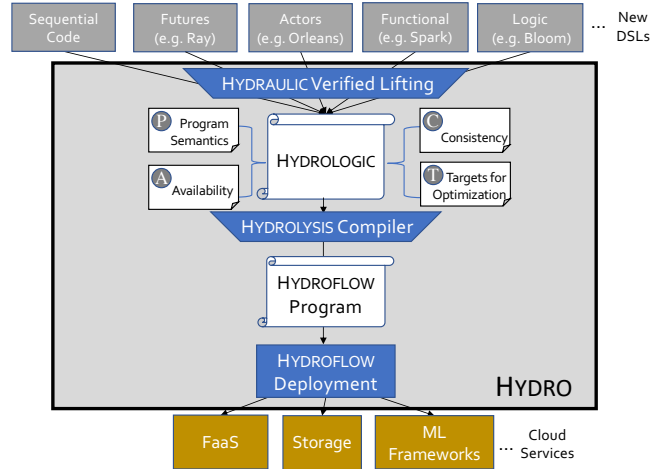 Sequential Code
Futures (e.g. Ray)
Actors (e.g. Orleans)
Functional (e.g. Spark)
Logic (e.g. Bloom)
... New DSLs
HYDRAULIC Verified Lifting
P Program Semantics
C Consistency
HYDROLOGIC
A Availability
T Targets for Optimization
HYDROLYSIS Compiler
HYDROFLOW Program
HYDROFLOW Deployment
HYDRO
FaaS
Storage
ML Frameworks
... Cloud Services